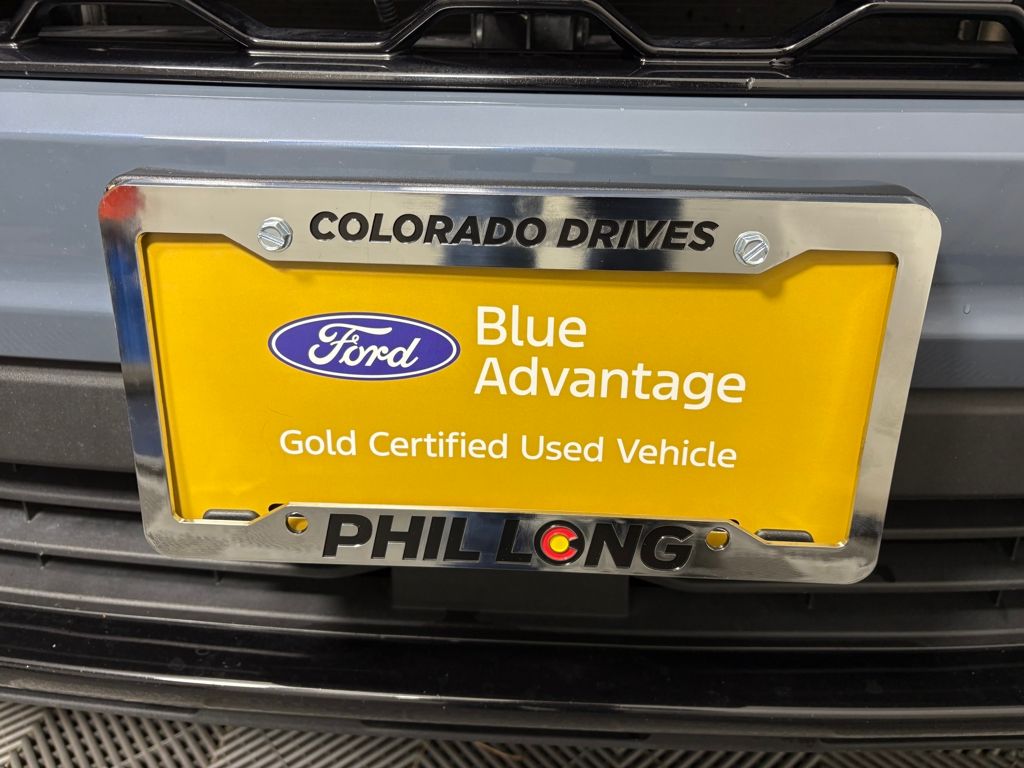 COLORADO DRIVES
Ford
Blue
Advantage
Gold Certified Used Vehicle
PHIL LONG